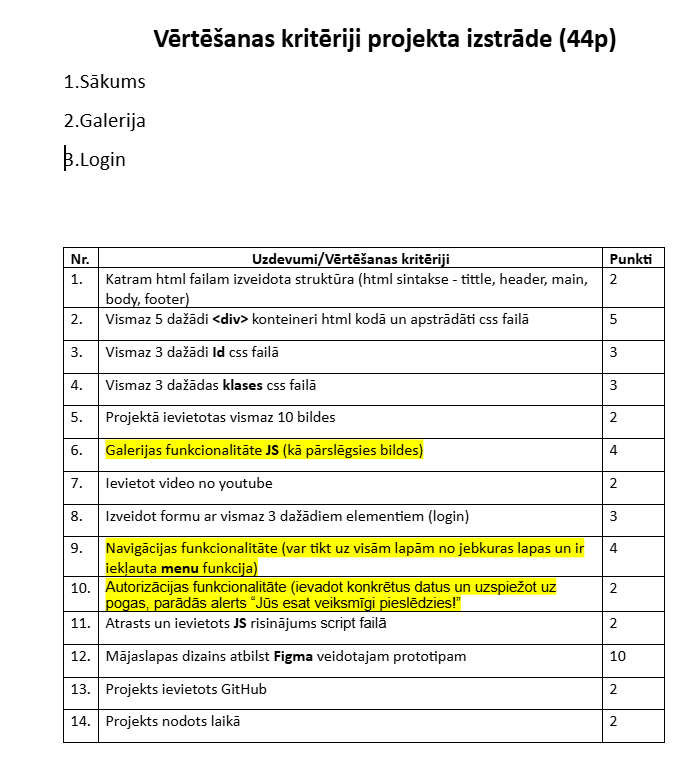 Vērtēšanas kritēriji projekta izstrāde (44p)
1.Sākums
2.Galerija
3.Login
Nr. Uzdevumi/Vērtēšanas kritēriji Punkti
1. Katram html failam izveidota struktūra (html sintakse - tittle, header, main, 2
body, footer)
2. Vismaz 5 dažādi <div> konteineri html kodā un apstrādāti css failā 5
3. Vismaz 3 dažādi Id css failā 3
4. Vismaz 3 dažādas klases css failā 3
5. Projektā ievietotas vismaz 10 bildes 2
6. Galerijas funkcionalitāte JS (kā pārslēgsies bildes) 4
7. Ievietot video no youtube 2
8. Izveidot formu ar vismaz 3 dažādiem elementiem (login) 3
9. Navigācijas funkcionalitāte (var tikt uz visām lapām no jebkuras lapas un ir 4
iekļauta menu funkcija)
10. Autorizācijas funkcionalitāte (ievadot konkrētus datus un uzspiežot uz 2
pogas, parādās alerts “Jūs esat veiksmīgi pieslēdzies!”
11. Atrasts un ievietots JS risinājums script failā 2
12. Mājaslapas dizains atbilst Figma veidotajam prototipam 10
13. Projekts ievietots GitHub 2
14. Projekts nodots laikā 2